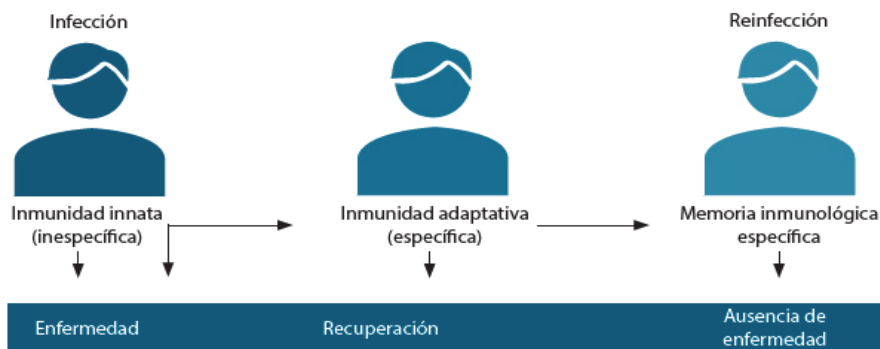 Infección
Reinfección
Inmunidad innata
(inespecífica)
Inmunidad adaptativa
(específica)
Memoria inmunológica
específica
Enfermedad
Recuperación
Ausencia de
enfermedad